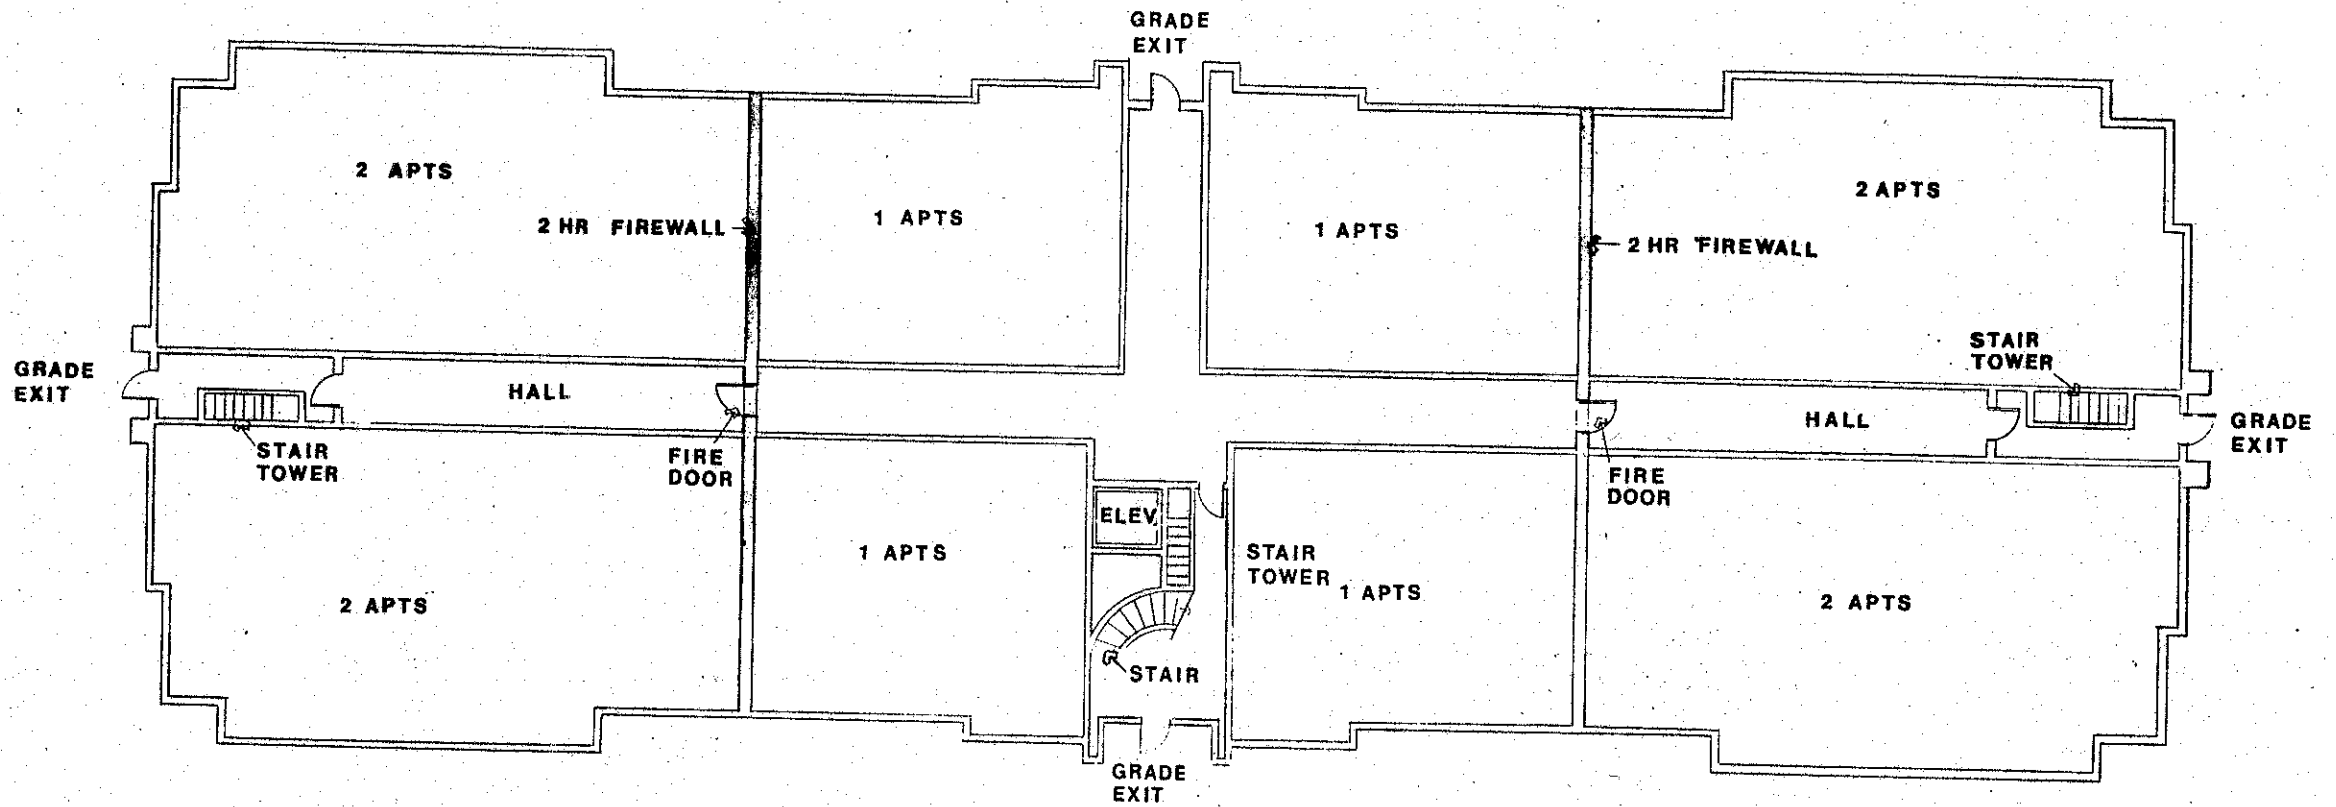 GRADE
EXIT
2 APTS
2 HR FIREWALL
1 APTS
1 APTS
2 APTS
2 HR FIREWALL
STAIR
TOWER
GRADE
EXIT
HALL
FIRE
DOOR
STAIR
TOWER
HALL
GRADE
EXIT
FIRE
DOOR
ELEV
1 APTS
STAIR
TOWER
1 APTS
2 APTS
2 APTS
STAIR
GRADE
EXIT